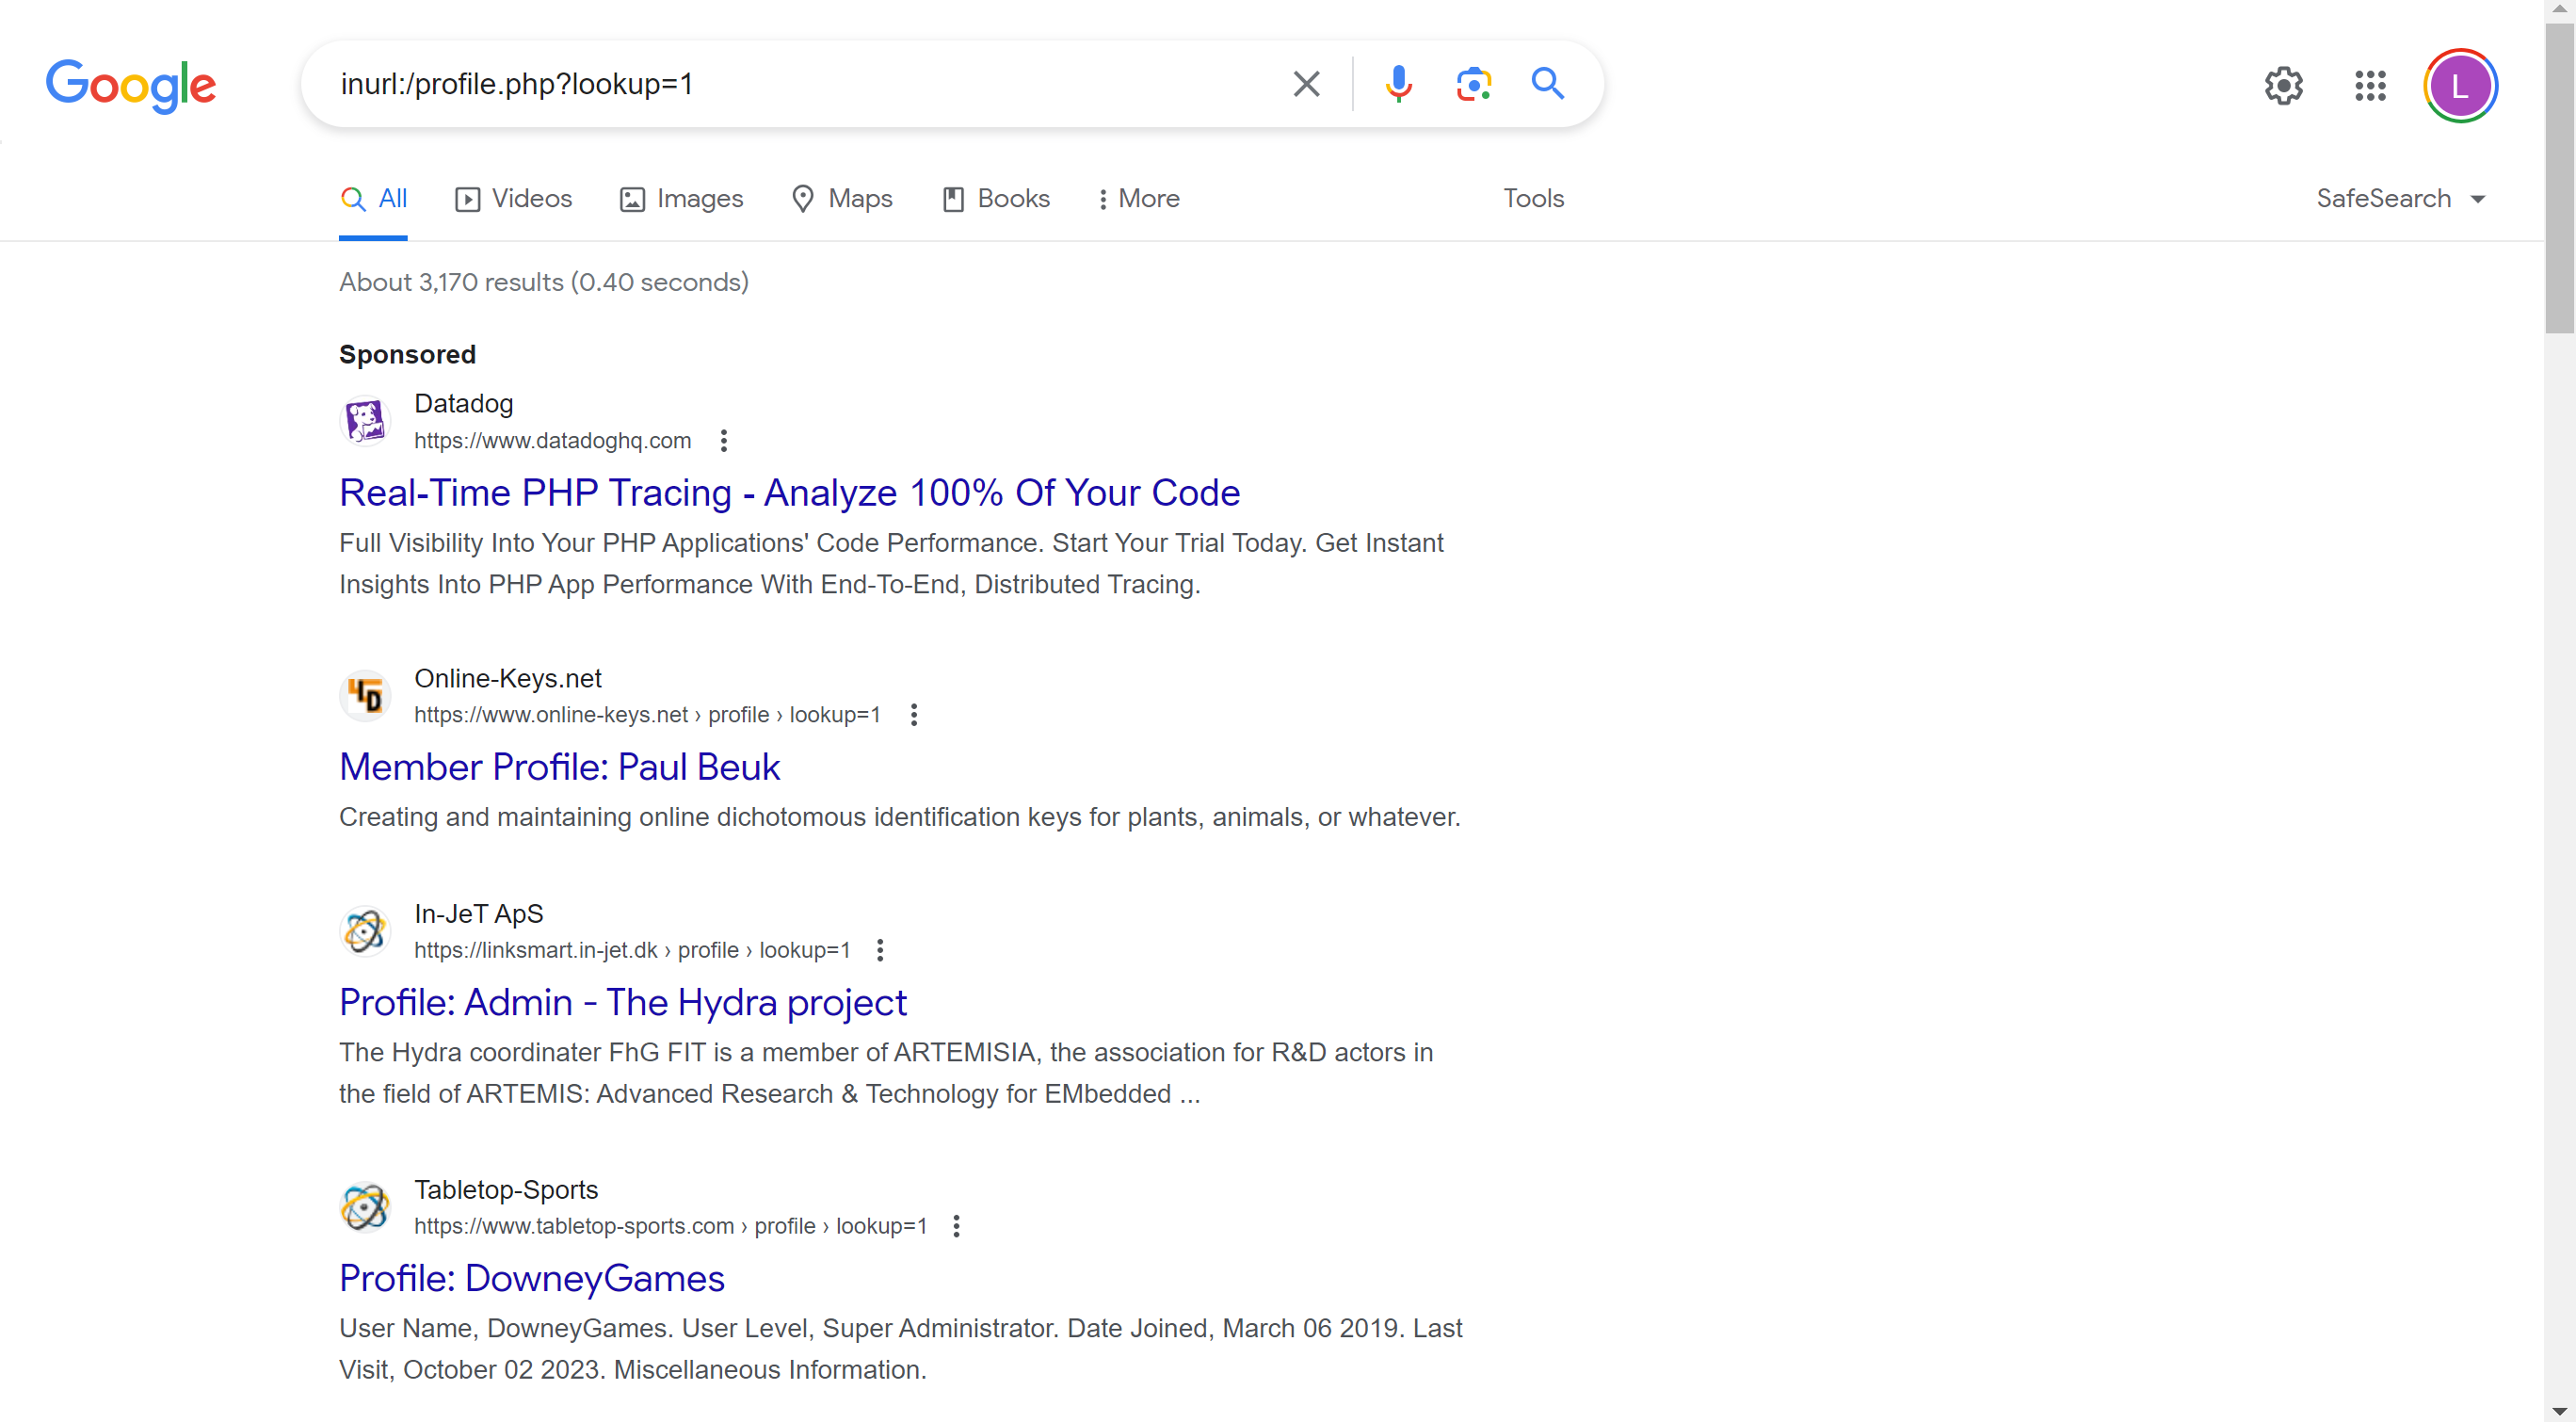 Google
inurl:/profile.php?lookup=1
L
All
Videos
Images
Maps
Books
More
Tools
SafeSearch
About 3,170 results (0.40 seconds)
Sponsored
Datadog
https://www.datadoghq.com
Real-Time PHP Tracing - Analyze 100% Of Your Code
Full Visibility Into Your PHP Applications' Code Performance. Start Your Trial Today. Get Instant
Insights Into PHP App Performance With End-To-End, Distributed Tracing.
Online-Keys.net
https://www.online-keys.net › profile › lookup=1
Member Profile: Paul Beuk
Creating and maintaining online dichotomous identification keys for plants, animals, or whatever.
In-JeT ApS
https://linksmart.in-jet.dk › profile › lookup=1
Profile: Admin - The Hydra project
The Hydra coordinater FhG FIT is a member of ARTEMISIA, the association for R&D actors in
the field of ARTEMIS: Advanced Research & Technology for EMbedded ...
Tabletop-Sports
https://www.tabletop-sports.com › profile › lookup=1
Profile: DowneyGames
User Name, DowneyGames. User Level, Super Administrator. Date Joined, March 06 2019. Last
Visit, October 02 2023. Miscellaneous Information.